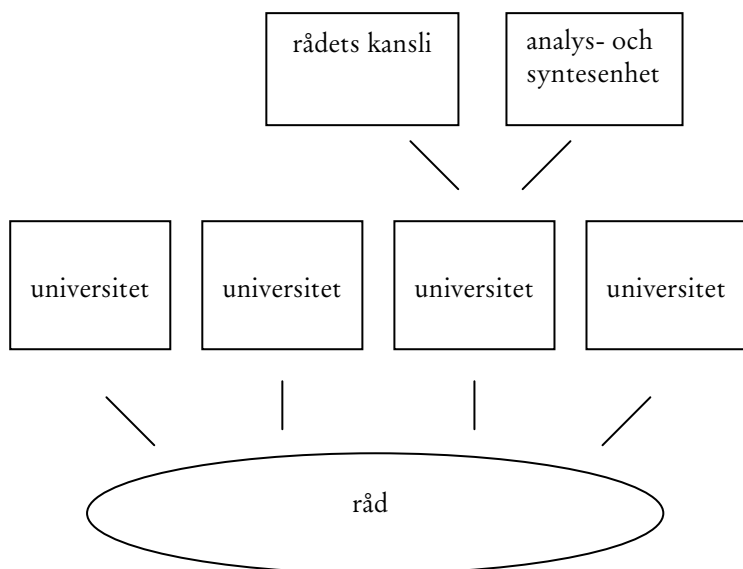 rådets kansli
analys- och
syntesenhet
universitet
universitet
universitet
universitet
råd